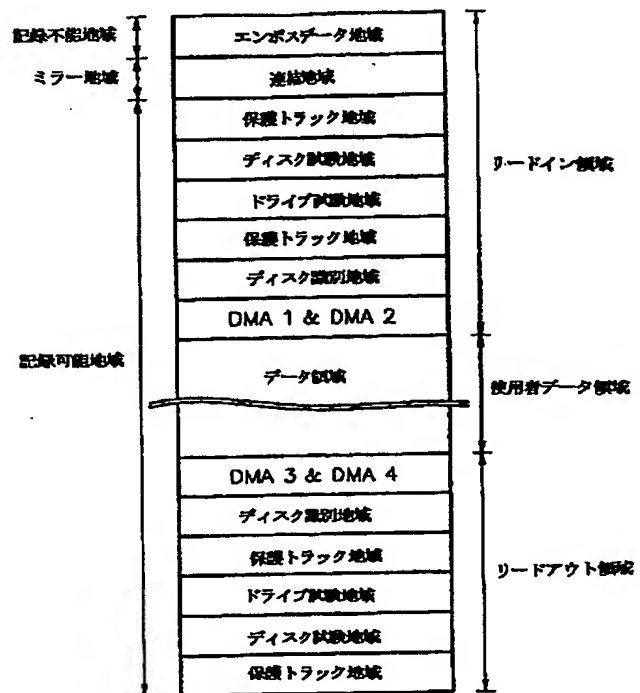 記録不能地域
エンボスデータ地域
ミラー地域
連結地域
保護トラック地域
ディスク試験地域
リードイン領域
ドライブ試験地域
保護トラック地域
ディスク識別地域
DMA 1 & DMA 2
記録可能地域
データ領域
使用者データ領域
DMA 3 & DMA 4
ディスク識別地域
保護トラック地域
リードアウト領域
ドライブ試験地域
ディスク試験地域
保護トラック地域